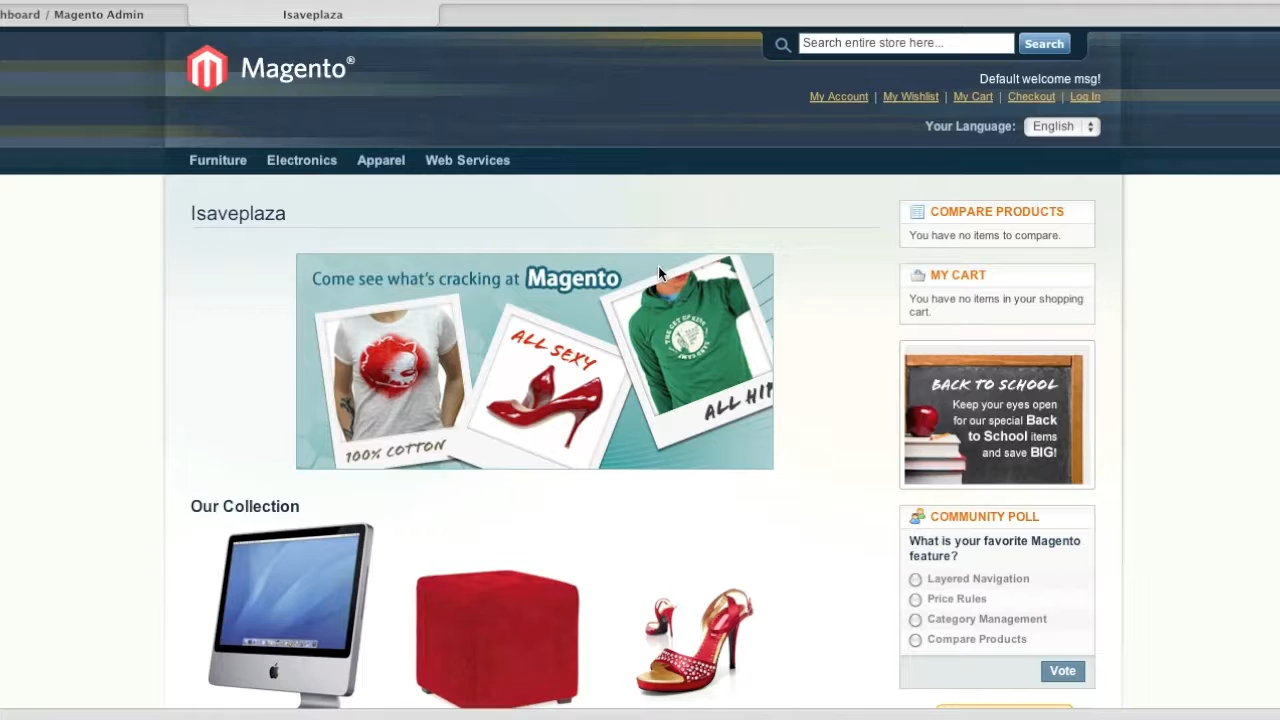 hboard / Magento Admin
Isaveplaza
Magento®
Search entire store here...
Search
Default welcome msg!
My Account | My Wishlist | My Cart | Checkout | Log In
Your Language: English
Furniture Electronics Apparel Web Services
Isaveplaza
Come see what's cracking at Magento
100% COTTON
ALL SEXY
THE GET UP KIDS
ALL HIP
Our Collection
COMPARE PRODUCTS
You have no items to compare.
MY CART
You have no items in your shopping
cart.
BACK TO SCHOOL
Keep your eyes open
for our special Back
to School items
and save BIG!
COMMUNITY POLL
What is your favorite Magento
feature?
Layered Navigation
Price Rules
Category Management
Compare Products
Vote